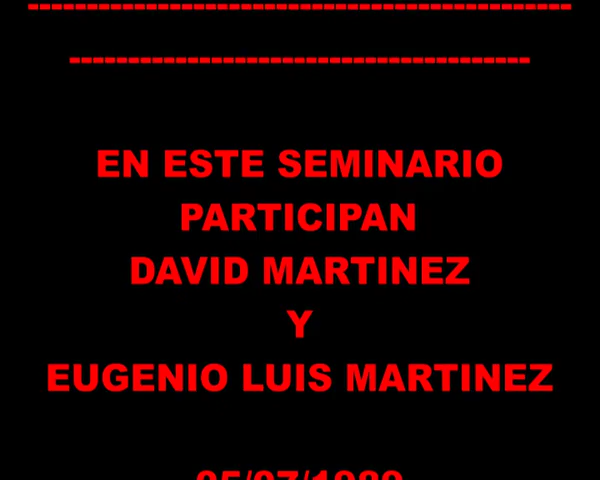 ----------------------------------------------
---------------------------------------
EN ESTE SEMINARIO
PARTICIPAN
DAVID MARTINEZ
Y
EUGENIO LUIS MARTINEZ